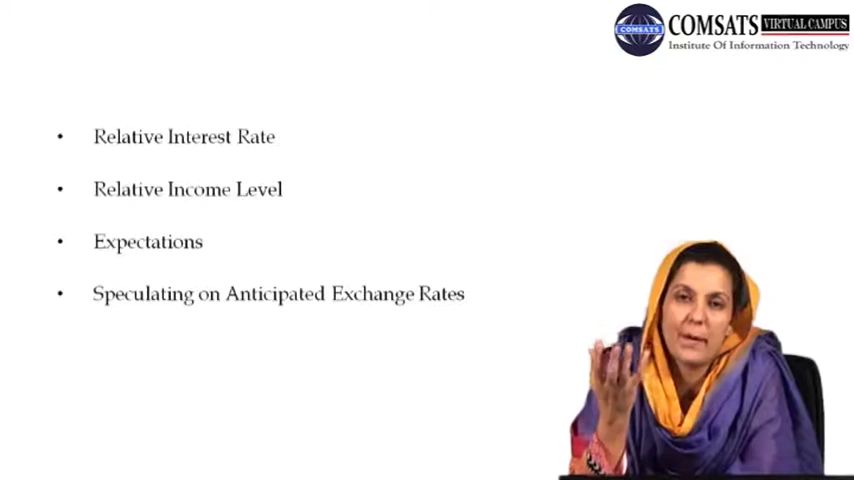 COMSATS VIRTUAL CAMPUS
COMSATS
Institute Of Information Technology
• Relative Interest Rate
• Relative Income Level
• Expectations
• Speculating on Anticipated Exchange Rates